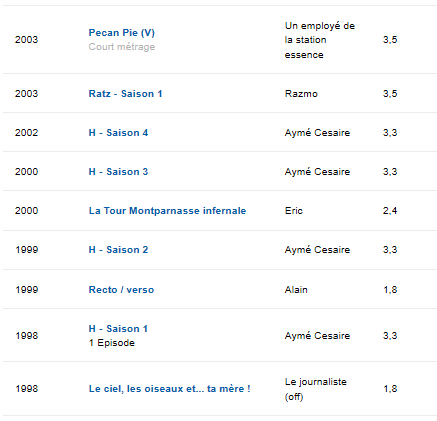 2003 Pecan Pie (V) Un employé de 3,5
Court métrage la station
essence
2003 Ratz - Saison 1 Razmo 3,5
2002 H - Saison 4 Aymé Cesaire 3,3
2000 H - Saison 3 Aymé Cesaire 3,3
2000 La Tour Montparnasse infernale Eric 2,4
1999 H - Saison 2 Aymé Cesaire 3,3
1999 Recto / verso Alain 1,8
1998 H - Saison 1 Aymé Cesaire 3,3
1 Episode
1998 Le ciel, les oiseaux et... ta mère ! Le journaliste 1,8
(off)